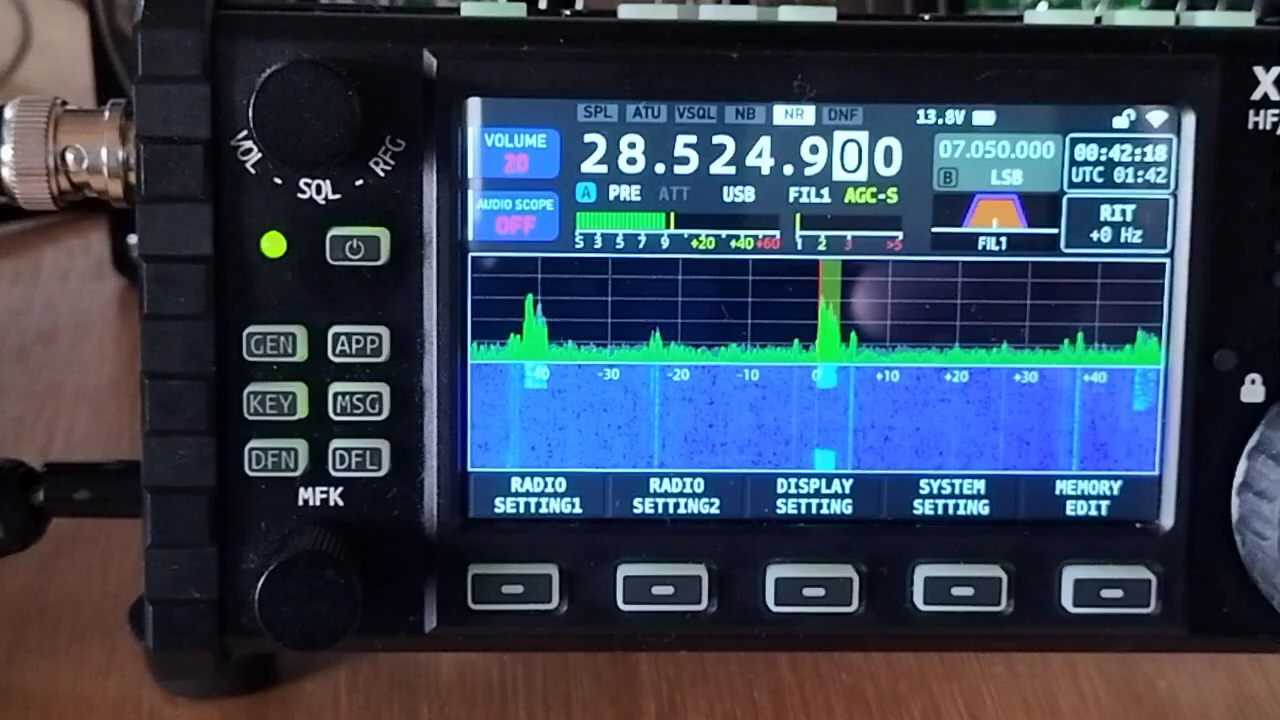 X
HF
VOL
SQL
RFG
GEN APP
KEY MSG
DFN DFL
MFK
SPL ATU VSQL NB NR DNF
13.8V
VOLUME
20
28.524.900
07.050.000
B LSB
00:42:18
UTC 01:42
A PRE ATT USB FIL1 AGC-S
AUDIO SCOPE
OFF
S 3 5 7 9 +20 +40 +60
1 2 3 >5
FIL1
RIT
+0 Hz
-40 -30 -20 -10 0 +10 +20 +30 +40
RADIO
SETTING1
RADIO
SETTING2
DISPLAY
SETTING
SYSTEM
SETTING
MEMORY
EDIT